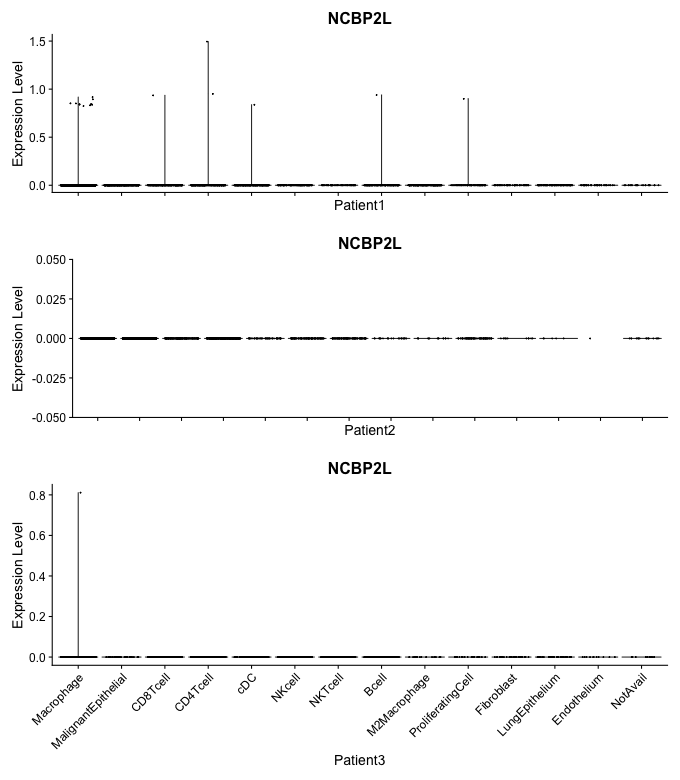 NCBP2L
Expression Level
1.5
1.0
0.5
0.0
Patient1
NCBP2L
Expression Level
0.050
0.025
0.000
-0.025
-0.050
Patient2
NCBP2L
Expression Level
0.8
0.6
0.4
0.2
0.0
Macrophage
MalignantEpithelial
CD8Tcell
CD4Tcell
cDC
NKcell
NKTcell
Bcell
M2Macrophage
ProliferatingCell
Fibroblast
LungEpithelium
Endothelium
NotAvail
Patient3